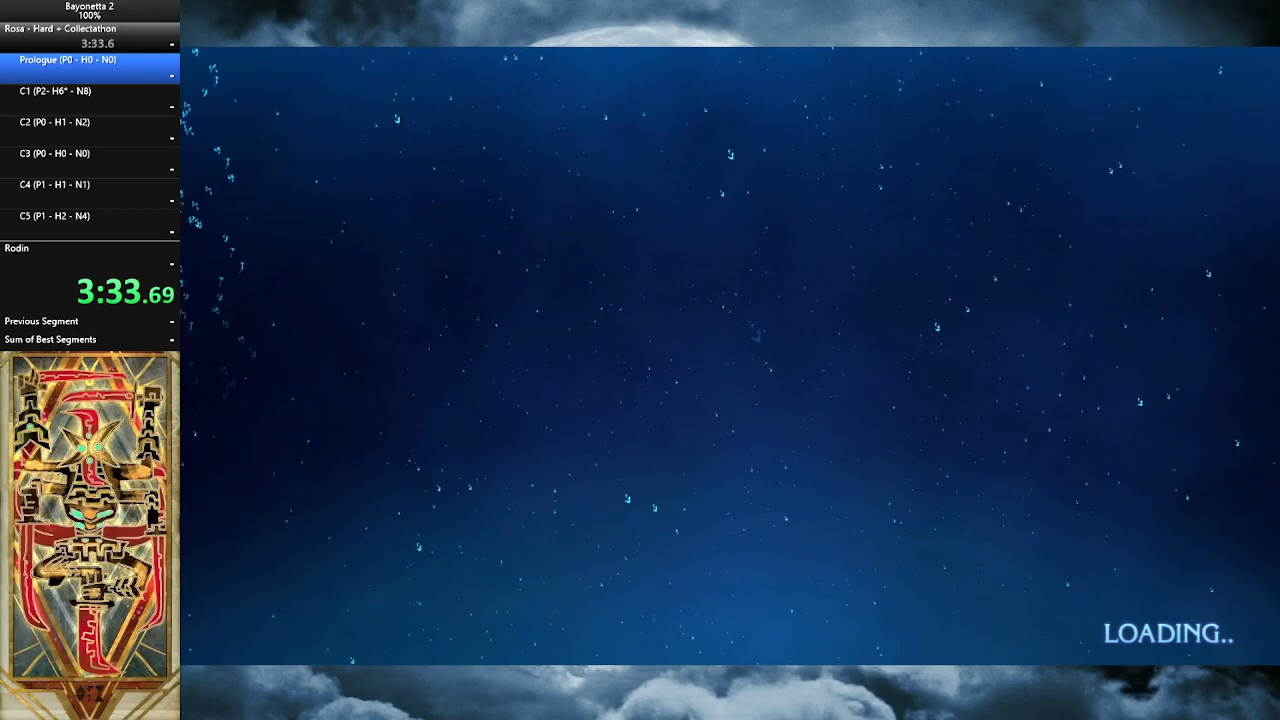 Bayonetta 2
100%
Rosa - Hard + Collectathon
3:33.6
-
Prologue (P0 - H0 - N0)
-
C1 (P2- H6* - N8)
-
C2 (P0 - H1 - N2)
-
C3 (P0 - H0 - N0)
-
C4 (P1 - H1 - N1)
-
C5 (P1 - H2 - N4)
-
Rodin
-
3:33.69
Previous Segment -
Sum of Best Segments -
LOADING..